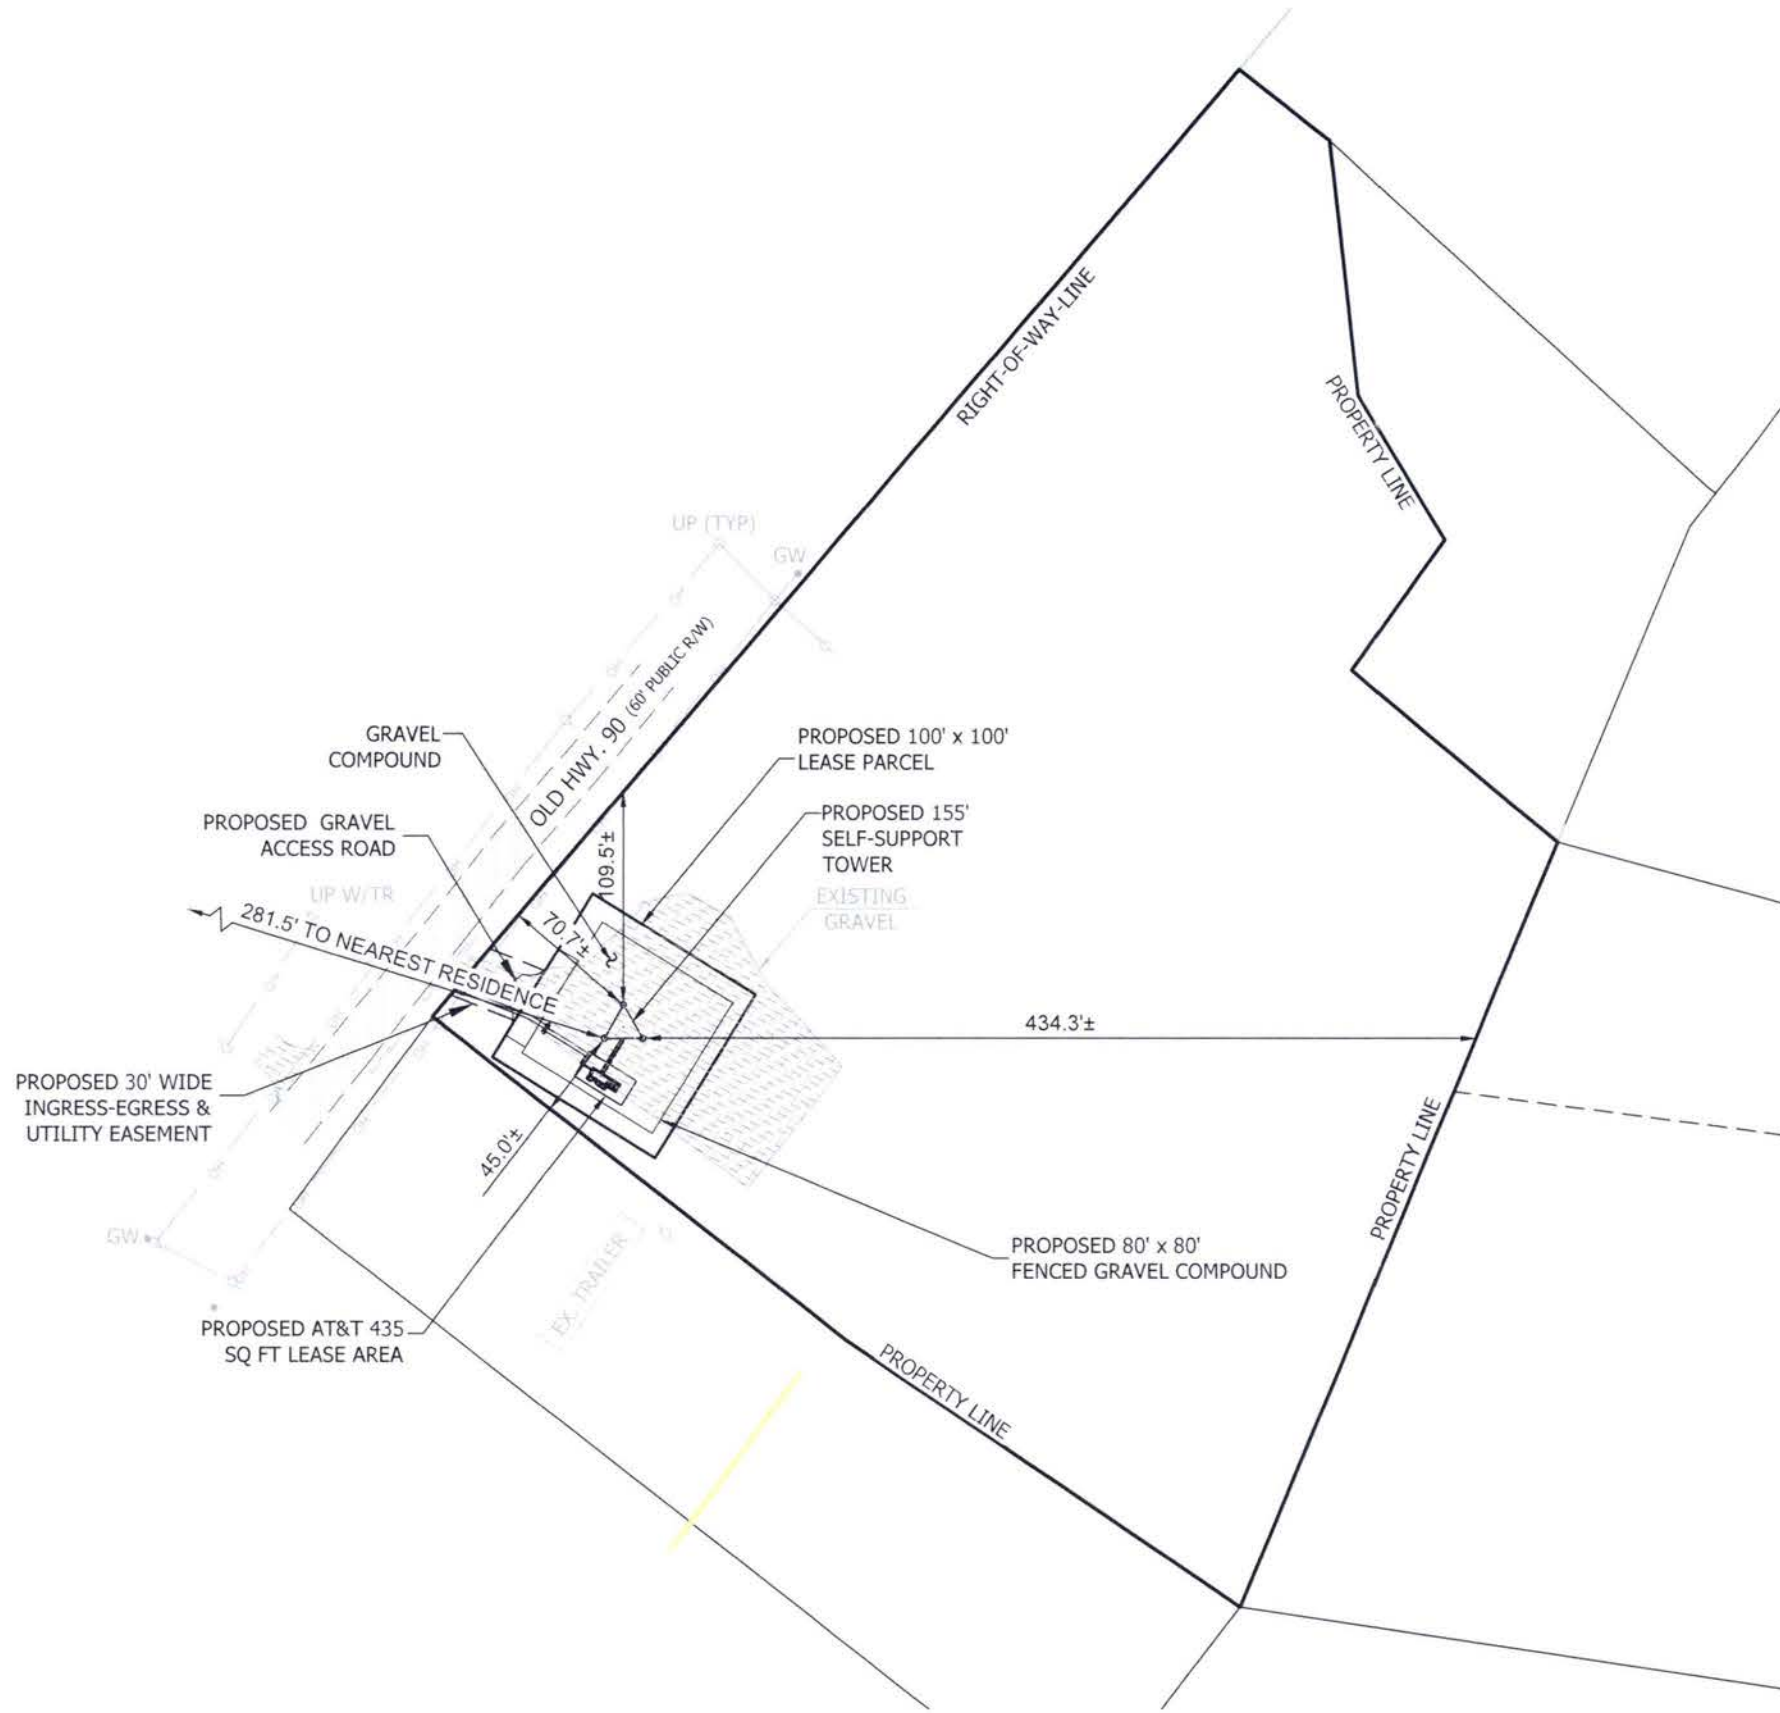 RIGHT-OF-WAY-LINE
PROPERTY LINE
UP (TYP)
GW
OLD HWY. 90 (60' PUBLIC R/W)
GRAVEL
COMPOUND
PROPOSED 100' x 100'
LEASE PARCEL
PROPOSED GRAVEL
ACCESS ROAD
109.5'±
PROPOSED 155'
SELF-SUPPORT
TOWER
UP W/TR
EXISTING
GRAVEL
281.5' TO NEAREST RESIDENCE
70.7'±
434.3'±
PROPOSED 30' WIDE
INGRESS-EGRESS &
UTILITY EASEMENT
45.0'±
PROPERTY LINE
GW
EX. TRAILER
PROPOSED 80' x 80'
FENCED GRAVEL COMPOUND
PROPOSED AT&T 435
SQ FT LEASE AREA
PROPERTY LINE